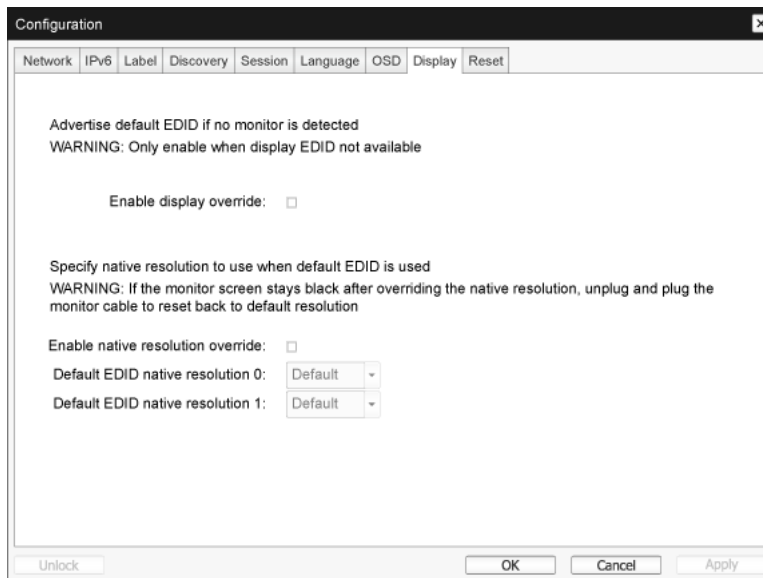 Configuration
Network IPv6 Label Discovery Session Language OSD Display Reset
Advertise default EDID if no monitor is detected
WARNING: Only enable when display EDID not available
Enable display override:
Specify native resolution to use when default EDID is used
WARNING: If the monitor screen stays black after overriding the native resolution, unplug and plug the
monitor cable to reset back to default resolution
Enable native resolution override:
Default EDID native resolution 0: Default
Default EDID native resolution 1: Default
Unlock OK Cancel Apply